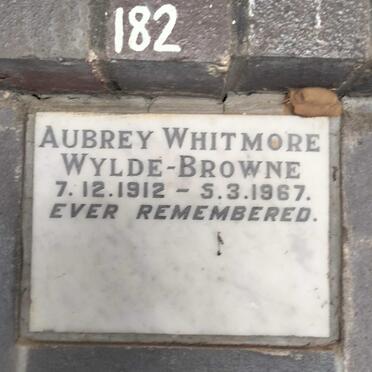 182
AUBREY WHITMORE
WYLDE-BROWNE
7.12.1912 - 5.3.1967.
EVER REMEMBERED.